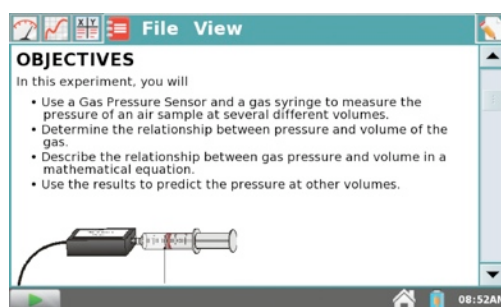 X Y
File View
OBJECTIVES
In this experiment, you will
• Use a Gas Pressure Sensor and a gas syringe to measure the
pressure of an air sample at several different volumes.
• Determine the relationship between pressure and volume of the
gas.
• Describe the relationship between gas pressure and volume in a
mathematical equation.
• Use the results to predict the pressure at other volumes.
08:52AM